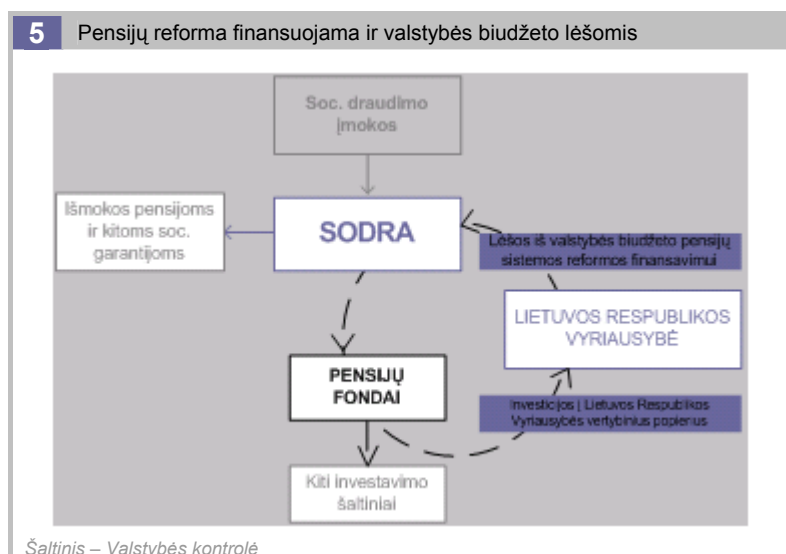 5 Pensijų reforma finansuojama ir valstybės biudžeto lėšomis
Soc. draudimo
įmokos
Išmokos pensijoms
ir kitoms soc.
garantijoms
SODRA
Lėšos iš valstybės biudžeto pensijų
sistemos reformos finansavimui
LIETUVOS RESPUBLIKOS
VYRIAUSYBĖ
PENSIJŲ
FONDAI
Investicijos į Lietuvos Respublikos
Vyriausybės vertybinius popierius
Kiti investavimo
šaltiniai
Šaltinis – Valstybės kontrolė